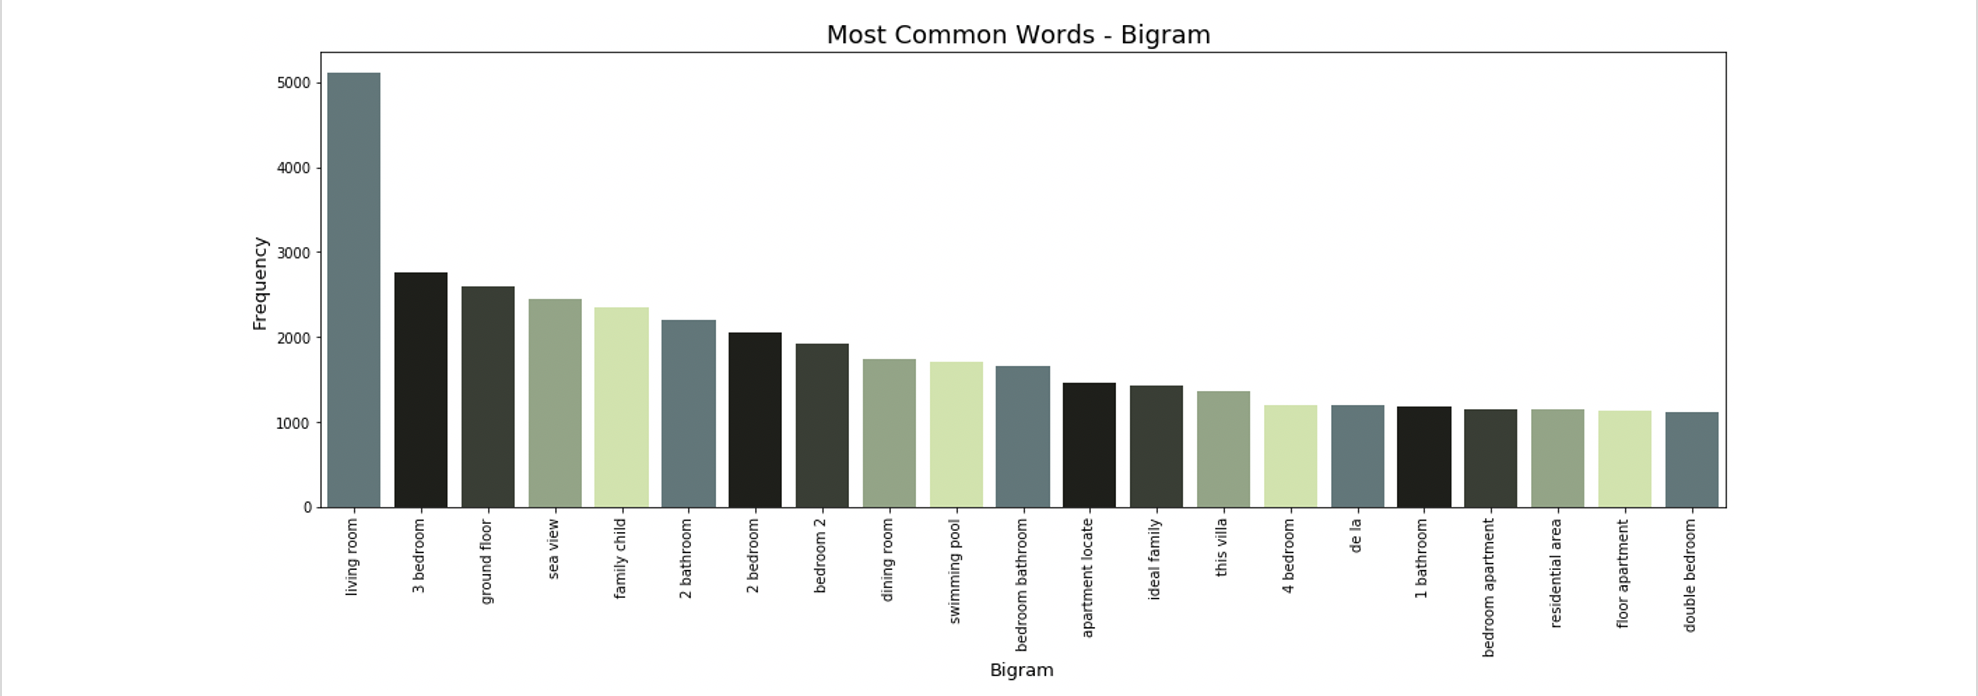 Most Common Words - Bigram
Frequency
5000
4000
3000
2000
1000
0
living room
3 bedroom
ground floor
sea view
family child
2 bathroom
2 bedroom
bedroom 2
dining room
swimming pool
bedroom bathroom
apartment locate
ideal family
this villa
4 bedroom
de la
1 bathroom
bedroom apartment
residential area
floor apartment
double bedroom
Bigram